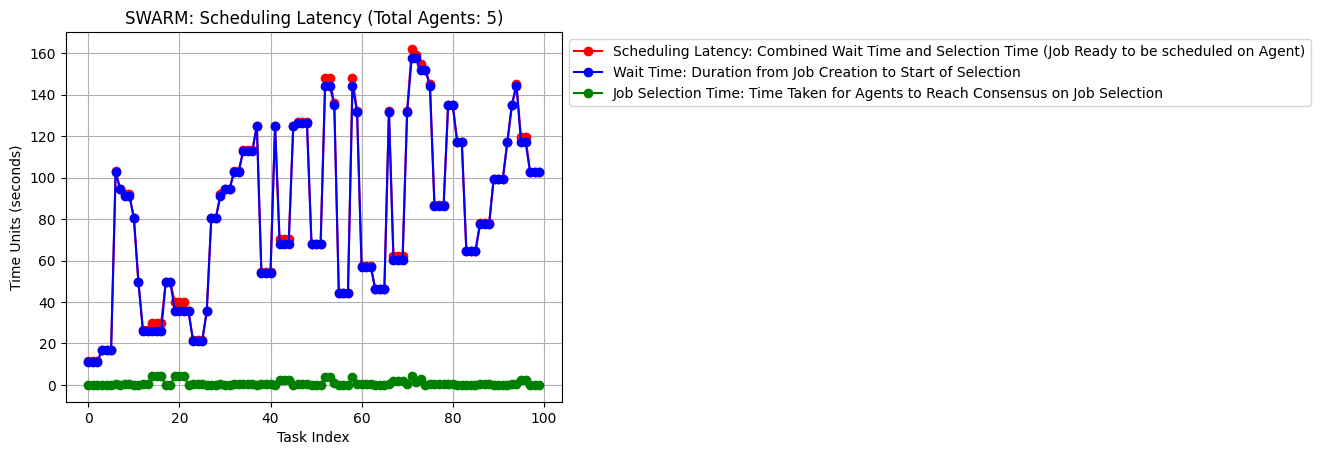 SWARM: Scheduling Latency (Total Agents: 5)
Scheduling Latency: Combined Wait Time and Selection Time (Job Ready to be scheduled on Agent)
Wait Time: Duration from Job Creation to Start of Selection
Job Selection Time: Time Taken for Agents to Reach Consensus on Job Selection
Time Units (seconds)
160
140
120
100
80
60
40
20
0
0 20 40 60 80 100
Task Index